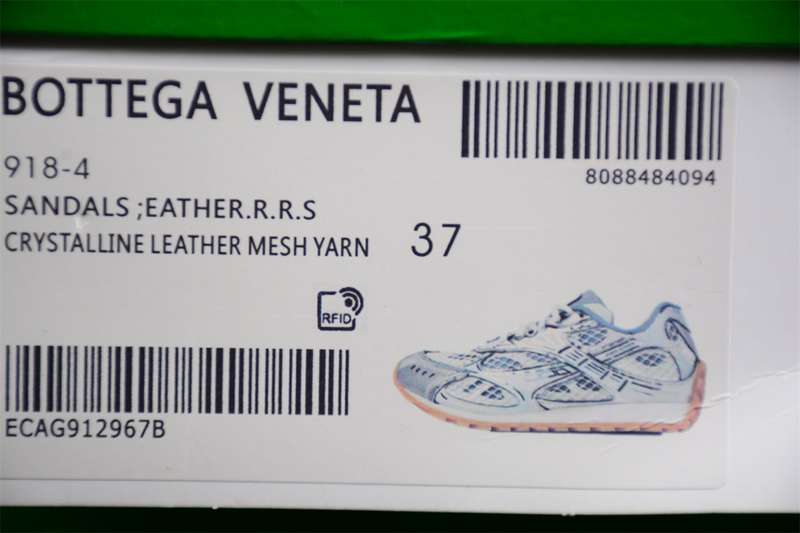 BOTTEGA VENETA
8088484094
918-4
SANDALS ;EATHER.R.R.S
CRYSTALLINE LEATHER MESH YARN 37
RFID
ECAG912967B